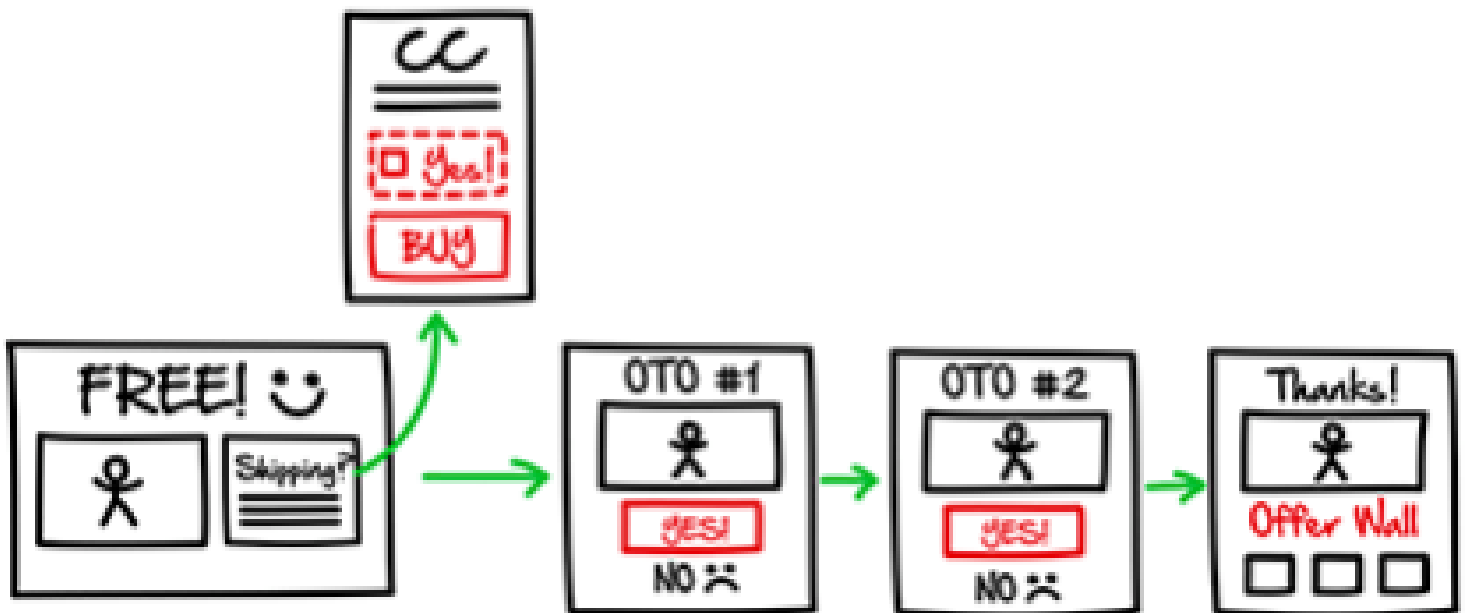 CC
Yes!
BUY
FREE!
Shipping?
OTO #1
YES!
NO
OTO #2
YES!
NO
Thanks!
Offer Wall